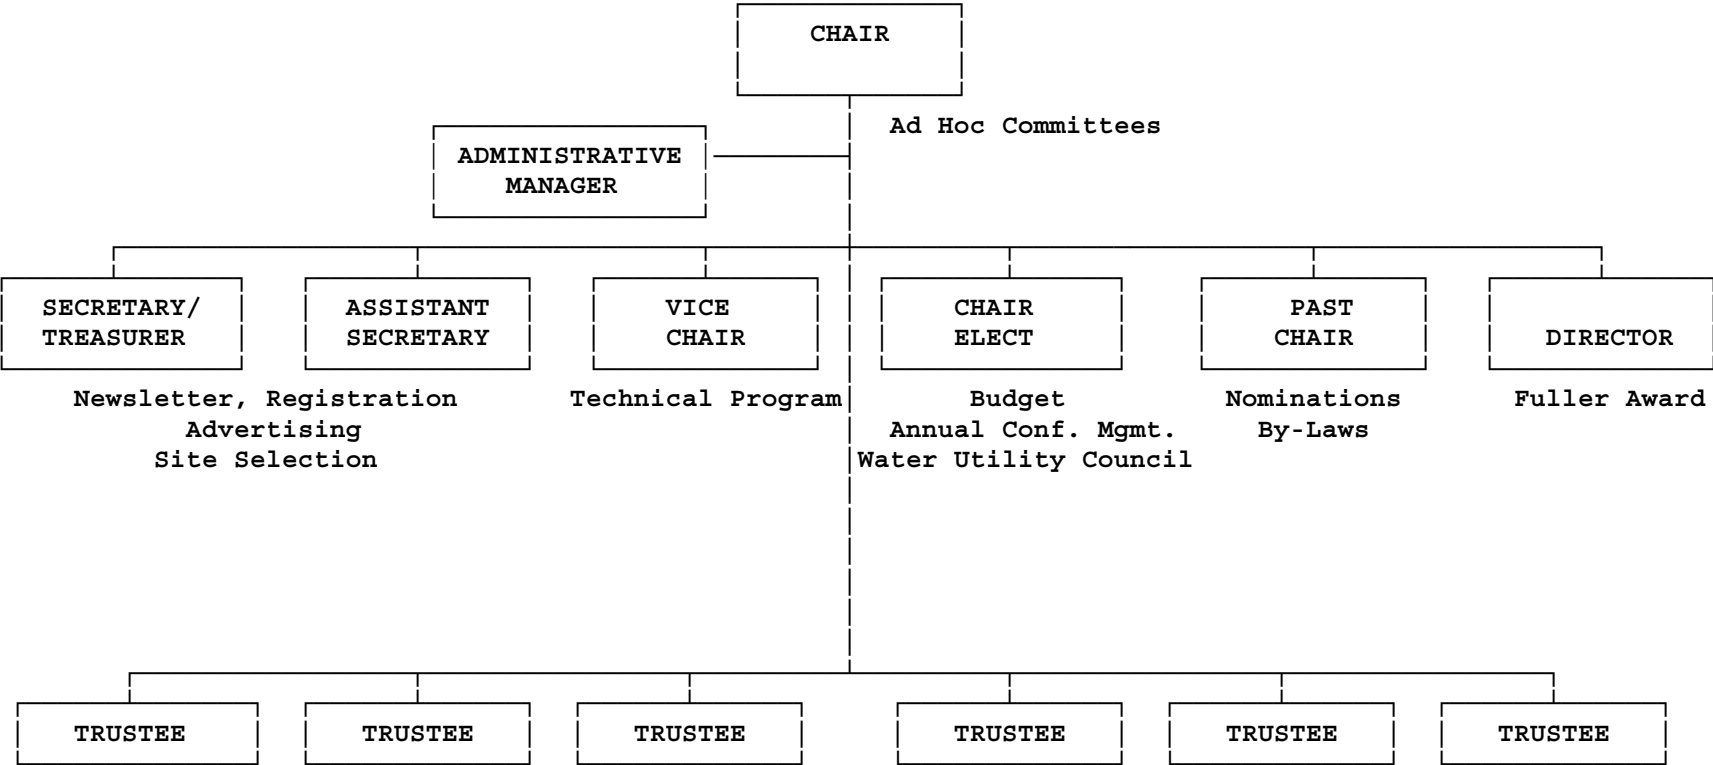 CHAIR
Ad Hoc Committees
ADMINISTRATIVE
MANAGER
SECRETARY/
TREASURER
ASSISTANT
SECRETARY
VICE
CHAIR
CHAIR
ELECT
PAST
CHAIR
DIRECTOR
Newsletter, Registration
Advertising
Site Selection
Technical Program
Budget
Annual Conf. Mgmt.
Water Utility Council
Nominations
By-Laws
Fuller Award
TRUSTEE
TRUSTEE
TRUSTEE
TRUSTEE
TRUSTEE
TRUSTEE